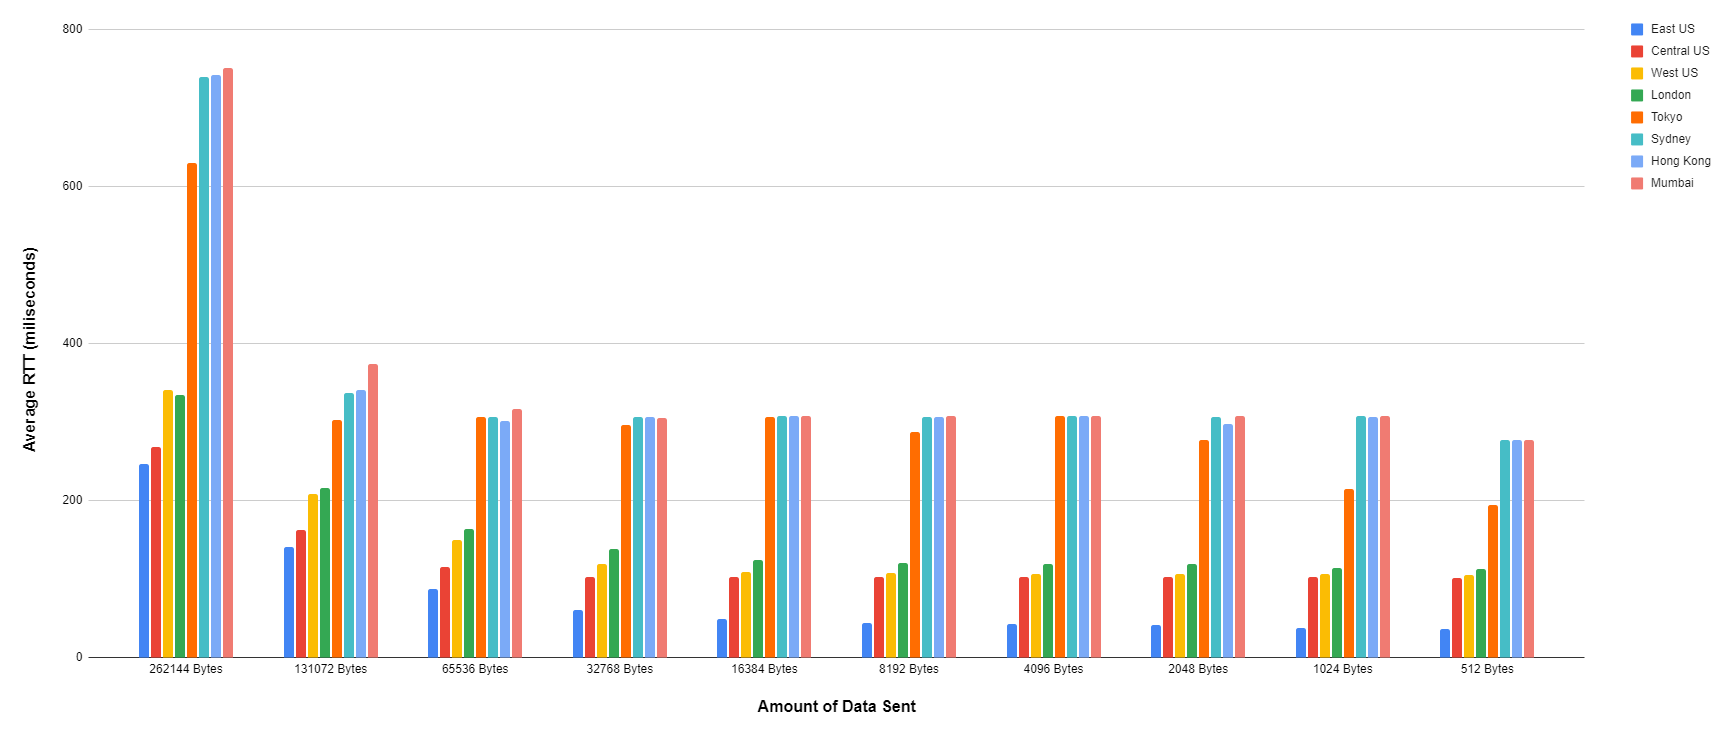 800
600
400
200
0
Average RTT (miliseconds)
262144 Bytes
131072 Bytes
65536 Bytes
32768 Bytes
16384 Bytes
8192 Bytes
4096 Bytes
2048 Bytes
1024 Bytes
512 Bytes
Amount of Data Sent
East US
Central US
West US
London
Tokyo
Sydney
Hong Kong
Mumbai